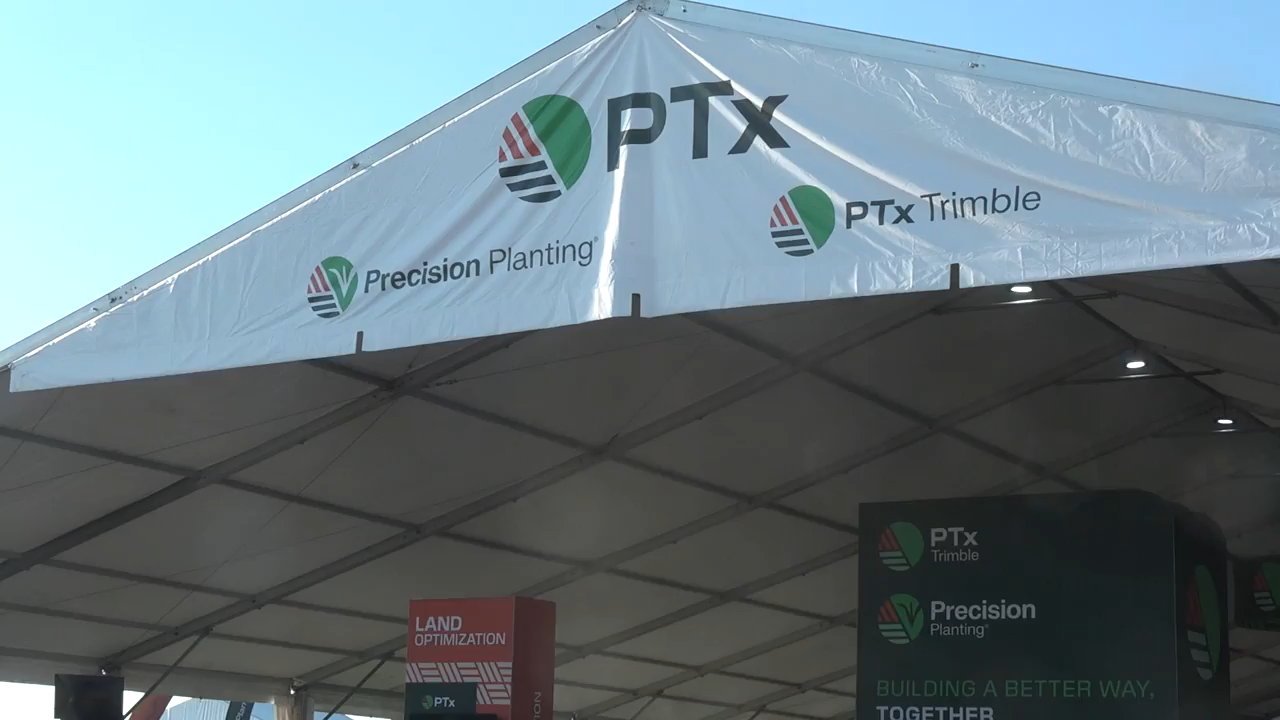 PTx
PTx Trimble
Precision Planting®
PTx
Trimble
Precision
Planting®
LAND
OPTIMIZATION
PTx
BUILDING A BETTER WAY,
TOGETHER